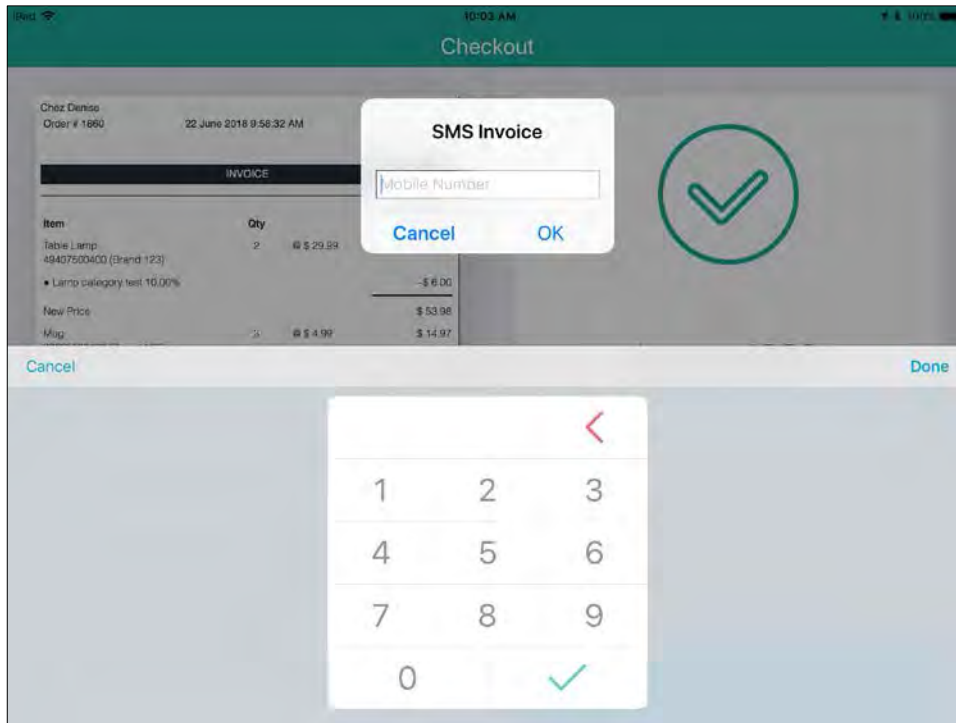 iPad 10:03 AM 100%
Checkout
Chez Denise
Order # 1660 22 June 2018 9:58:32 AM
INVOICE
Item Qty
Table Lamp 2 @ $ 29.99
49407500400 (Brand 123)
• Lamp category test 10.00% -$ 6.00
New Price $ 53.98
Mug 3 @ $ 4.99 $ 14.97
SMS Invoice
Mobile Number
Cancel OK
Cancel Done
1 2 3
4 5 6
7 8 9
0